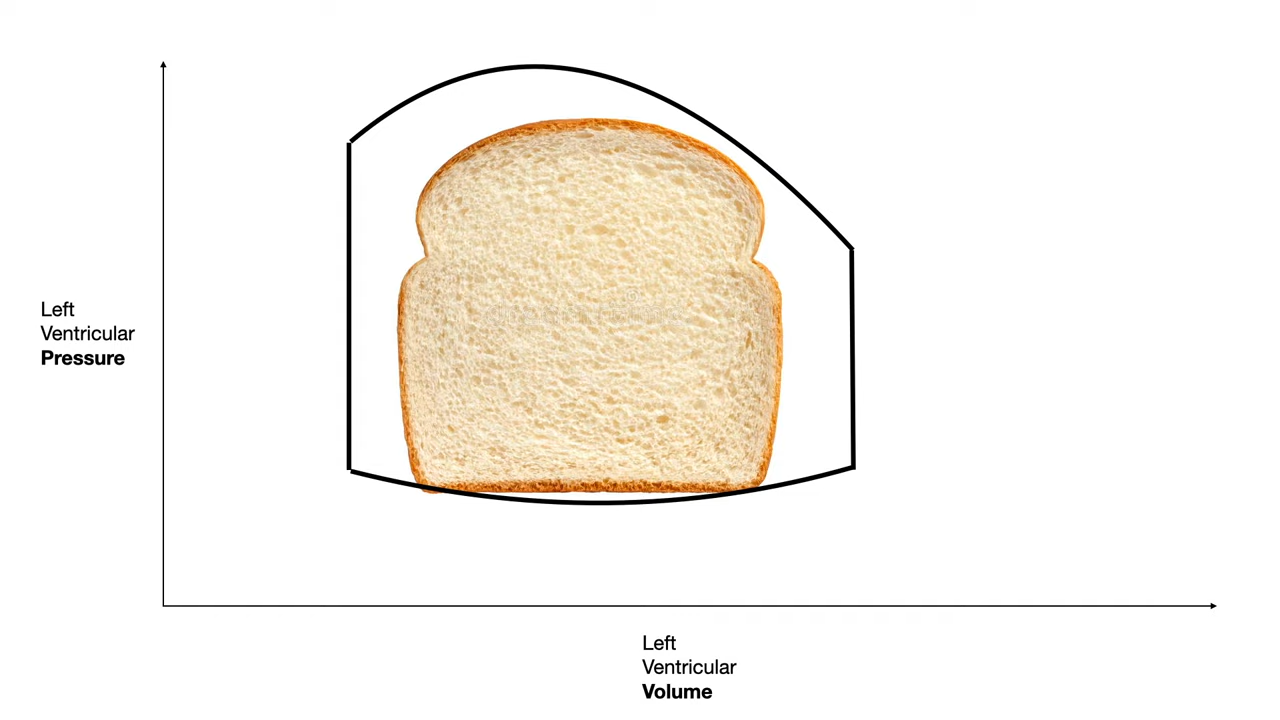 Left
Ventricular
Pressure
Left
Ventricular
Volume